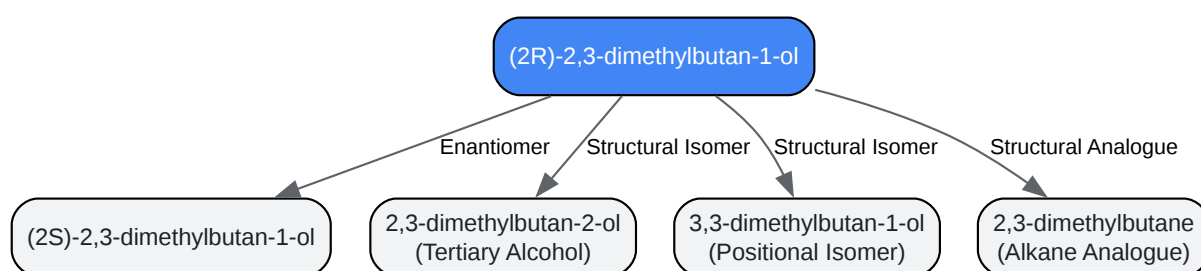 (2R)-2,3-dimethylbutan-1-ol
Enantiomer
Structural Isomer
Structural Isomer
Structural Analogue
(2S)-2,3-dimethylbutan-1-ol
2,3-dimethylbutan-2-ol
(Tertiary Alcohol)
3,3-dimethylbutan-1-ol
(Positional Isomer)
2,3-dimethylbutane
(Alkane Analogue)